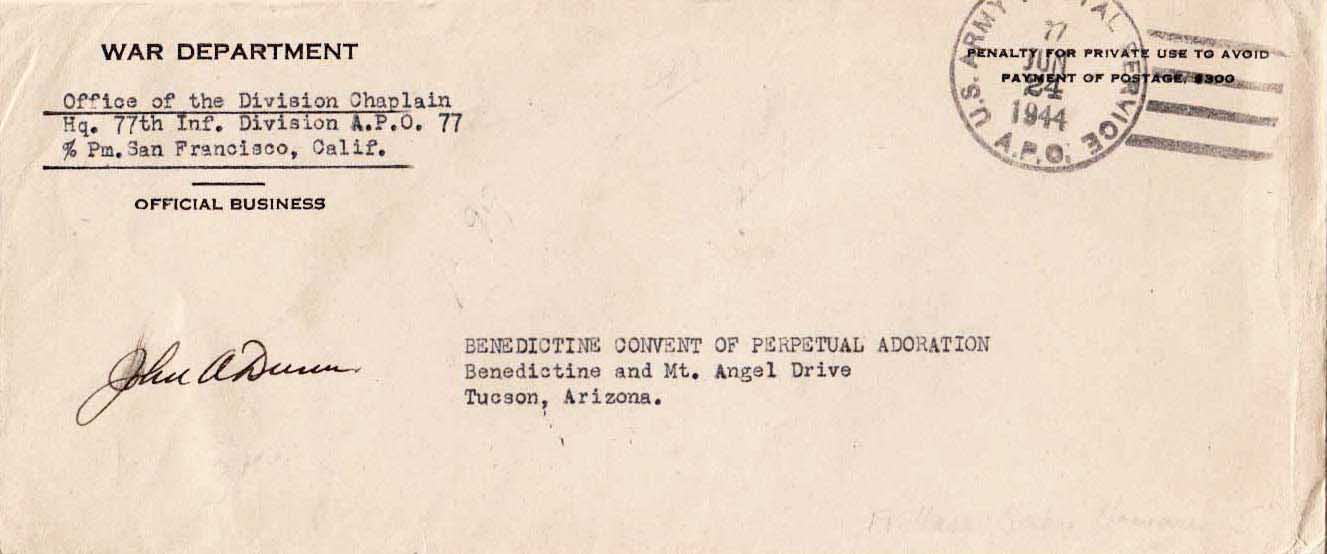 WAR DEPARTMENT
Office of the Division Chaplain
Hq. 77th Inf. Division A.P.O. 77
% Pm. San Francisco, Calif.
OFFICIAL BUSINESS
U.S. ARMY POSTAL SERVICE
77
JUN
24
1944
A.P.O.
PENALTY FOR PRIVATE USE TO AVOID
PAYMENT OF POSTAGE, $300
John A Dunn
BENEDICTINE CONVENT OF PERPETUAL ADORATION
Benedictine and Mt. Angel Drive
Tucson, Arizona.